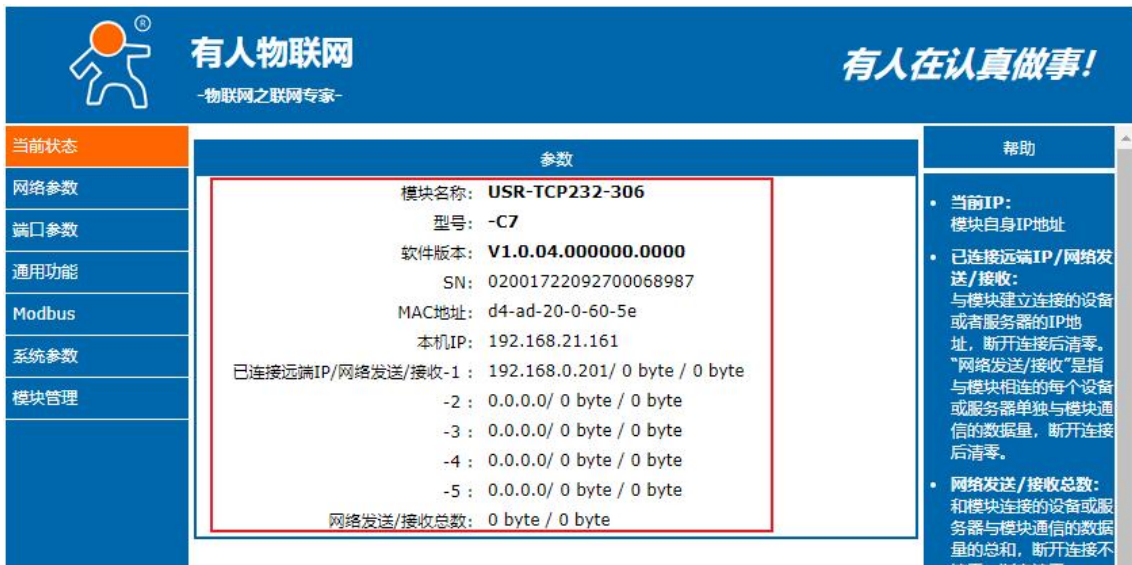 ®
有人物联网
-物联网之联网专家-
有人在认真做事!
当前状态
网络参数
端口参数
通用功能
Modbus
系统参数
模块管理
参数
模块名称: USR-TCP232-306
型号: -C7
软件版本: V1.0.04.000000.0000
SN: 02001722092700068987
MAC地址: d4-ad-20-0-60-5e
本机IP: 192.168.21.161
已连接远端IP/网络发送/接收-1 : 192.168.0.201/ 0 byte / 0 byte
-2 : 0.0.0.0/ 0 byte / 0 byte
-3 : 0.0.0.0/ 0 byte / 0 byte
-4 : 0.0.0.0/ 0 byte / 0 byte
-5 : 0.0.0.0/ 0 byte / 0 byte
网络发送/接收总数: 0 byte / 0 byte
帮助
• 当前IP:
模块自身IP地址
• 已连接远端IP/网络发
送/接收:
与模块建立连接的设备
或者服务器的IP地
址，断开连接后清零。
"网络发送/接收"是指
与模块相连的每个设备
或服务器单独与模块通
信的数据量，断开连接
后清零。
• 网络发送/接收总数:
和模块连接的设备或服
务器与模块通信的数据
量的总和，断开连接不